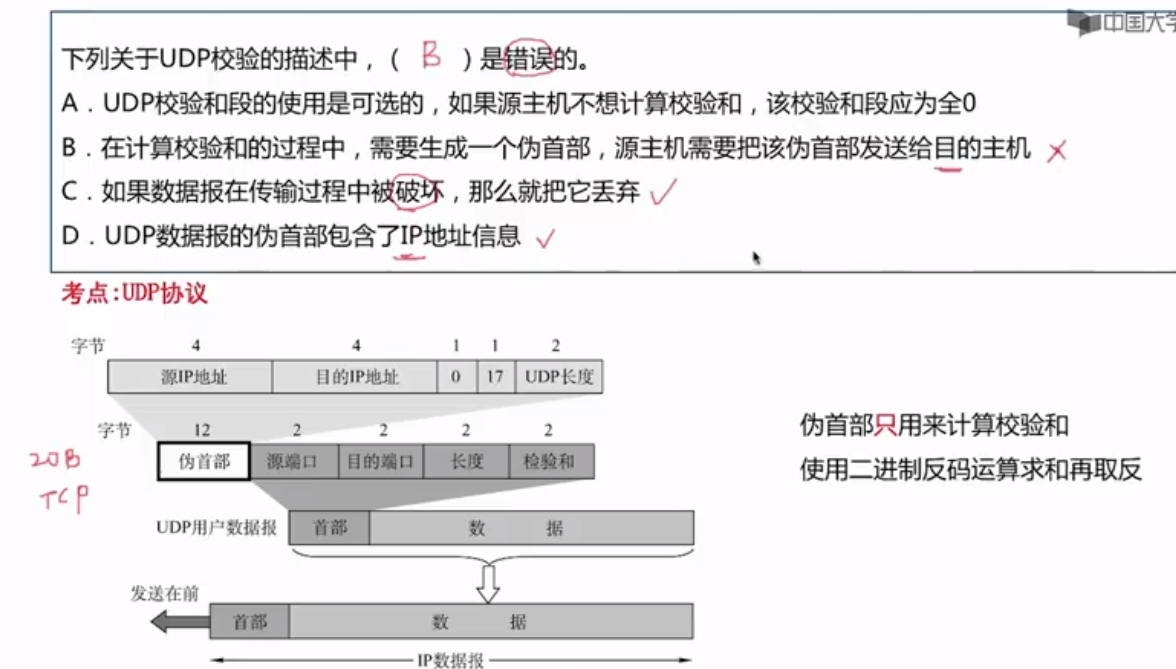 中国大学
下列关于UDP校验的描述中，（ B ）是错误的。
A．UDP校验和段的使用是可选的，如果源主机不想计算校验和，该校验和段应为全0
B．在计算校验和的过程中，需要生成一个伪首部，源主机需要把该伪首部发送给目的主机 ×
C．如果数据报在传输过程中被破坏，那么就把它丢弃 ✓
D．UDP数据报的伪首部包含了IP地址信息 ✓
考点:UDP协议
字节 4 4 1 1 2
源IP地址 目的IP地址 0 17 UDP长度
字节 12 2 2 2 2
伪首部 源端口 目的端口 长度 检验和
20B
TCP
伪首部只用来计算校验和
使用二进制反码运算求和再取反
UDP用户数据报 首部 数 据
发送在前
首部 数 据
IP数据报